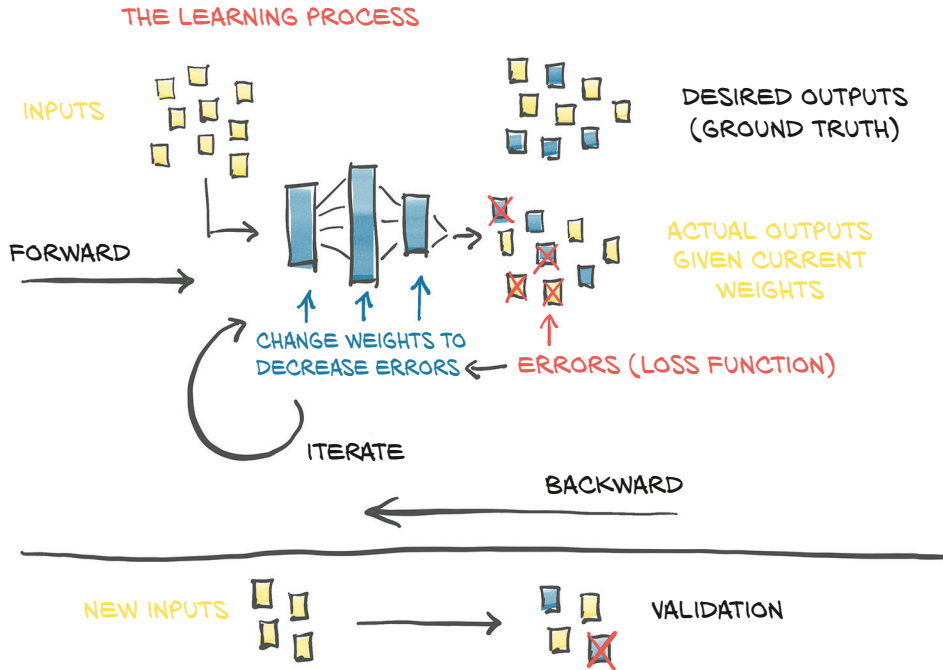 THE LEARNING PROCESS
INPUTS
DESIRED OUTPUTS
(GROUND TRUTH)
FORWARD
ACTUAL OUTPUTS
GIVEN CURRENT
WEIGHTS
CHANGE WEIGHTS TO
DECREASE ERRORS
ERRORS (LOSS FUNCTION)
ITERATE
BACKWARD
NEW INPUTS
VALIDATION